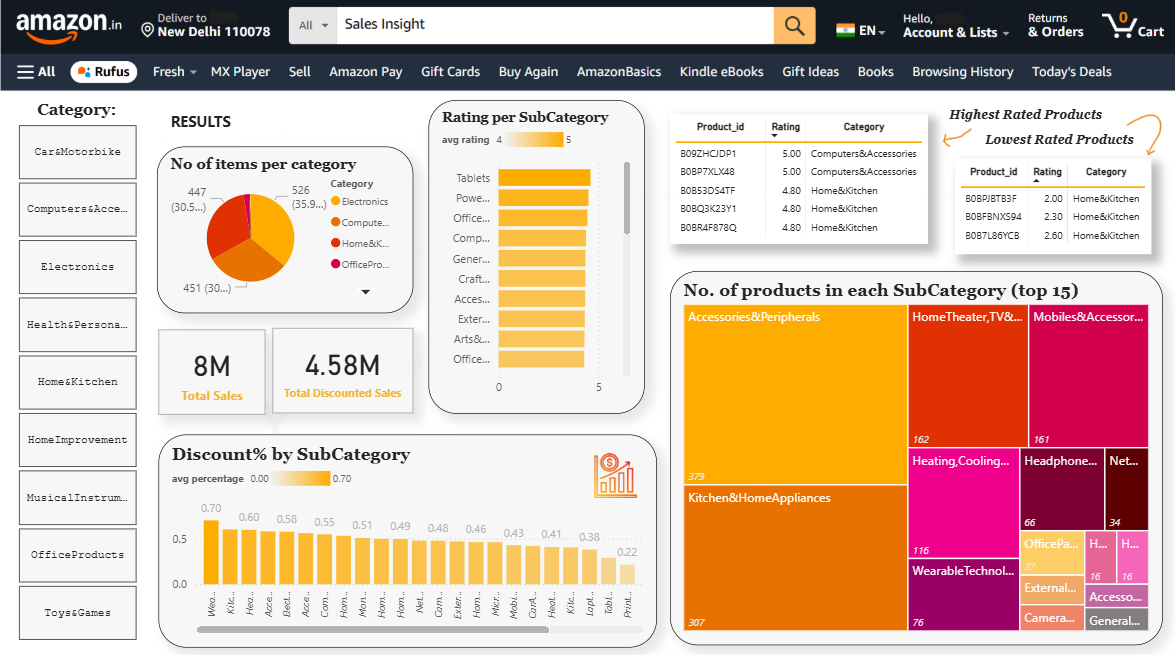 amazon.in
Deliver to
New Delhi 110078
All
Sales Insight
EN
Hello,
Account & Lists
Returns
& Orders
0
Cart
All
Rufus
Fresh
MX Player
Sell
Amazon Pay
Gift Cards
Buy Again
AmazonBasics
Kindle eBooks
Gift Ideas
Books
Browsing History
Today's Deals
Category:
Car&Motorbike
Computers&Acce...
Electronics
Health&Persona...
Home&Kitchen
HomeImprovement
MusicalInstrum...
OfficeProducts
Toys&Games
RESULTS
No of items per category
447
(30.5...)
526
(35.9...)
451 (30...)
Category
Electronics
Compute...
Home&K...
OfficePro...
8M
Total Sales
4.58M
Total Discounted Sales
Rating per SubCategory
avg rating 4 5
Tablets
Powe...
Office...
Comp...
Gener...
Craft...
Acces...
Exter...
Arts&...
Office...
0 5
Product_id Rating Category
B09ZHCJDP1 5.00 Computers&Accessories
B0BP7XLX48 5.00 Computers&Accessories
B0B53DS4TF 4.80 Home&Kitchen
B0BQ3K23Y1 4.80 Home&Kitchen
B0BR4F878Q 4.80 Home&Kitchen
Highest Rated Products
Lowest Rated Products
Product_id Rating Category
B0BPJBTB3F 2.00 Home&Kitchen
B0BFBNXS94 2.30 Home&Kitchen
B0B7L86YCB 2.60 Home&Kitchen
Discount% by SubCategory
avg percentage 0.00 0.70
0.5
0.0
0.70 0.60 0.58 0.55 0.51 0.49 0.48 0.46 0.43 0.41 0.38 0.22
Wea...
Kitc...
Hea...
Acce...
Elect...
Acce...
Com...
Hom...
Mon...
Hom...
Hom...
Net...
Cam...
Exter...
Hom...
Micr...
Mobi...
CarA...
Heat...
Kitc...
Lapt...
Tabl...
Print...
No. of products in each SubCategory (top 15)
Accessories&Peripherals
379
Kitchen&HomeAppliances
307
HomeTheater,TV&...
162
Mobiles&Accessor...
161
Heating,Cooling...
116
WearableTechnol...
76
Headphone...
66
Net...
34
OfficePa...
27
H...
16
H...
16
External...
Accesso...
Camera...
General...